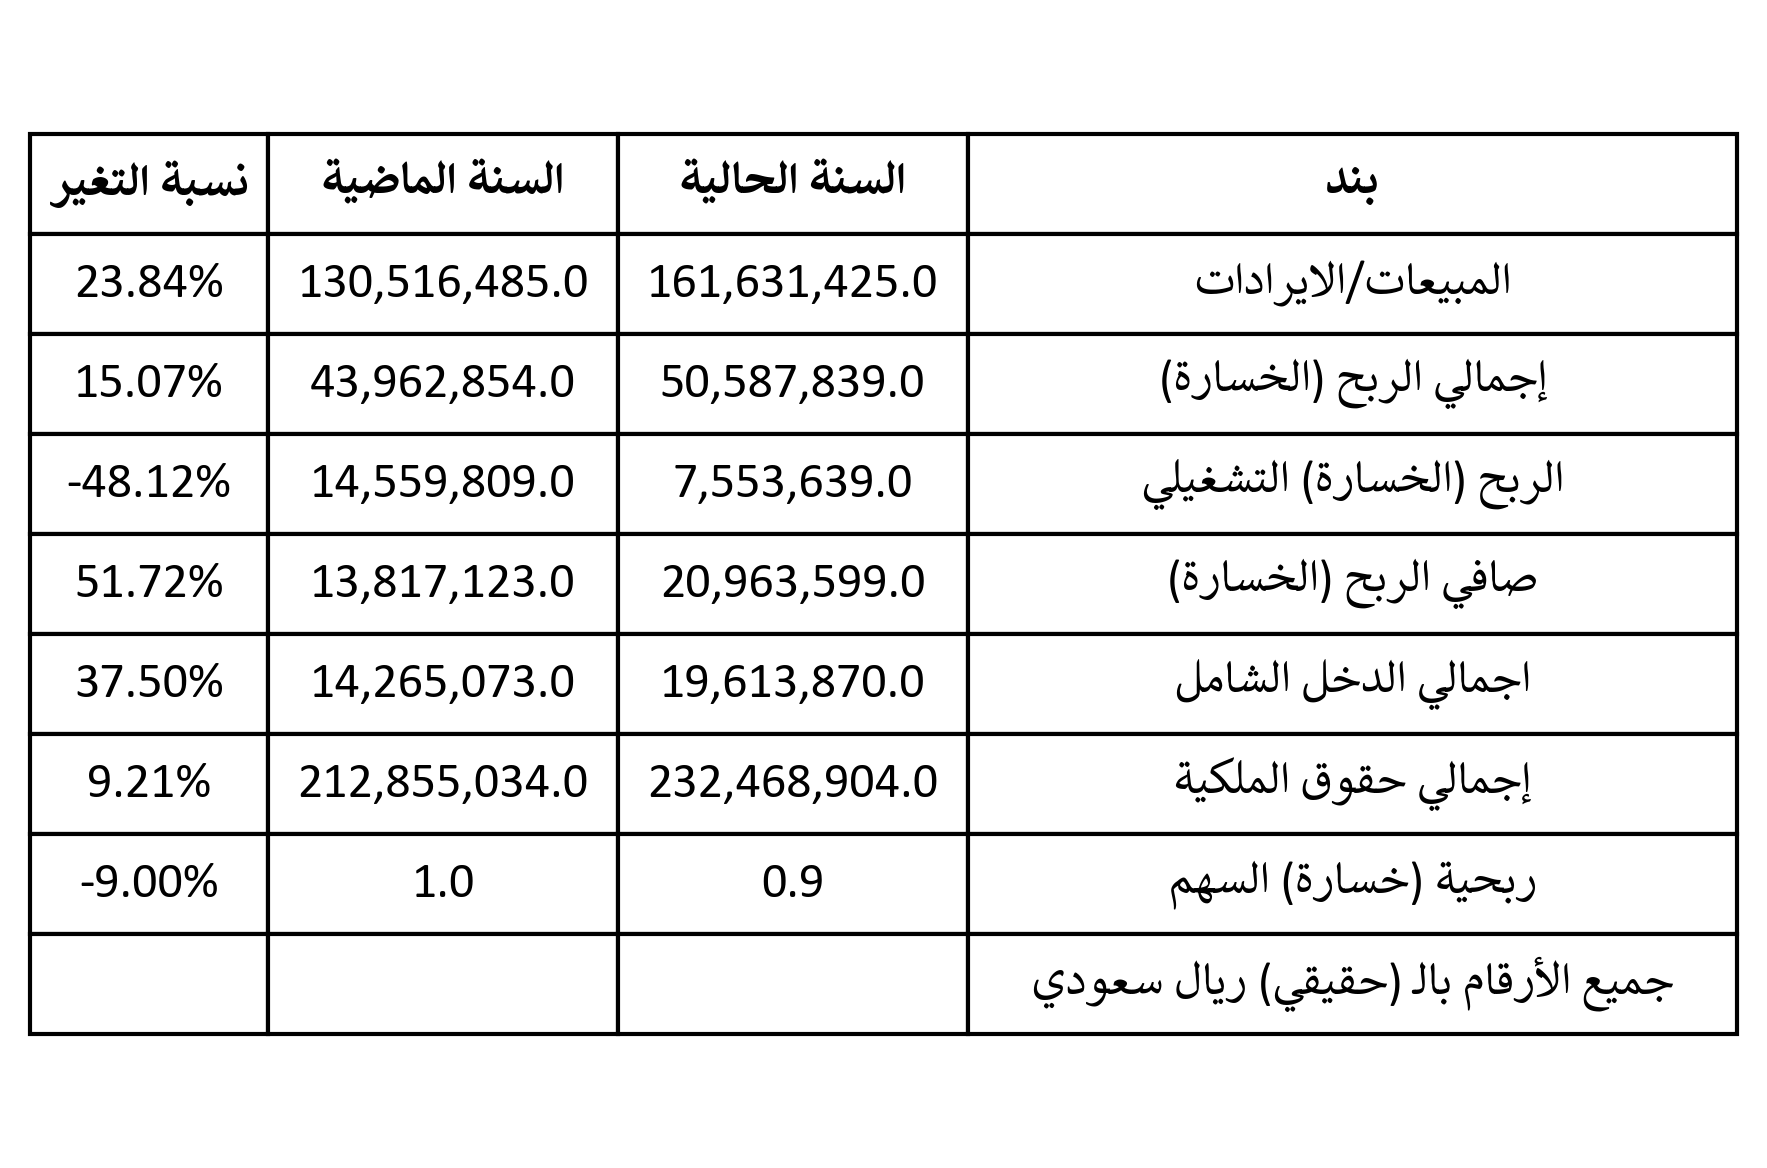 بند السنة الحالية السنة الماضية نسبة التغير
المبيعات/الايرادات 161,631,425.0 130,516,485.0 23.84%
إجمالي الربح (الخسارة) 50,587,839.0 43,962,854.0 15.07%
الربح (الخسارة) التشغيلي 7,553,639.0 14,559,809.0 -48.12%
صافي الربح (الخسارة) 20,963,599.0 13,817,123.0 51.72%
اجمالي الدخل الشامل 19,613,870.0 14,265,073.0 37.50%
إجمالي حقوق الملكية 232,468,904.0 212,855,034.0 9.21%
ربحية (خسارة) السهم 0.9 1.0 -9.00%
جميع الأرقام بالـ (حقيقي) ريال سعودي